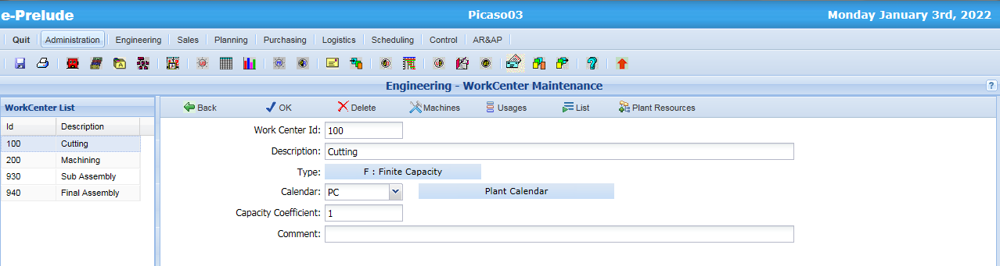 e-Prelude Picaso03 Monday January 3rd, 2022
Quit Administration Engineering Sales Planning Purchasing Logistics Scheduling Control AR&AP
Engineering - WorkCenter Maintenance ?
WorkCenter List
Id Description
100 Cutting
200 Machining
930 Sub Assembly
940 Final Assembly
Back OK Delete Machines Usages List Plant Resources
Work Center Id: 100
Description: Cutting
Type: F : Finite Capacity
Calendar: PC Plant Calendar
Capacity Coefficient: 1
Comment: